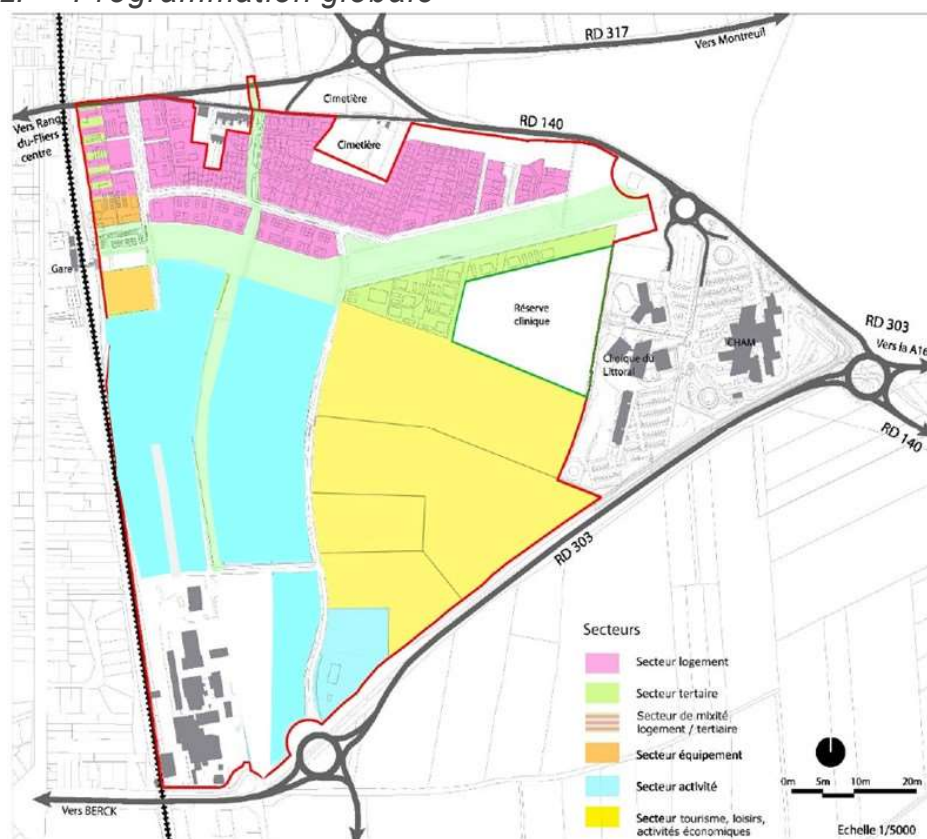 Programmation globale
RD 317
Vers Montreuil
Cimetière
RD 140
Vers Rang
du-Fliers
centre
Cimetière
Gare
Réserve
clinique
RD 303
Vers la A16
CHAM
Choique du
Littoral
RD 140
RD 303
Secteurs
Secteur logement
Secteur tertaire
Secteur de mixité
logement / tertiaire
Secteur équipement
Secteur activité
Secteur tourisme, loisirs,
activités économiques
0m 5m 10m 20m
Echelle 1/5000
Vers BERCK